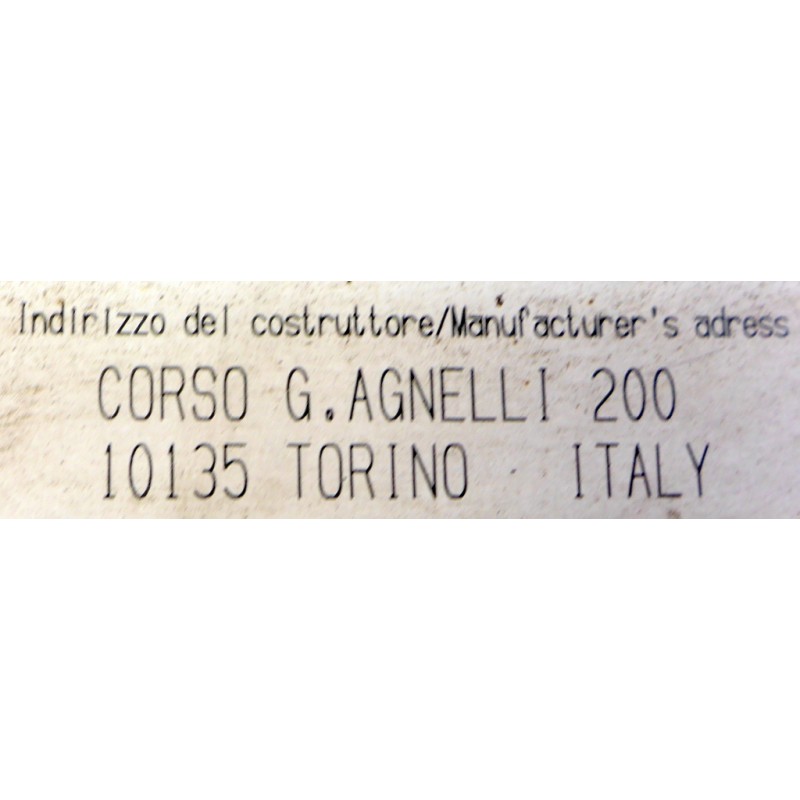 Indirizzo del costruttore/Manufacturer's adress
CORSO G.AGNELLI 200
10135 TORINO ITALY